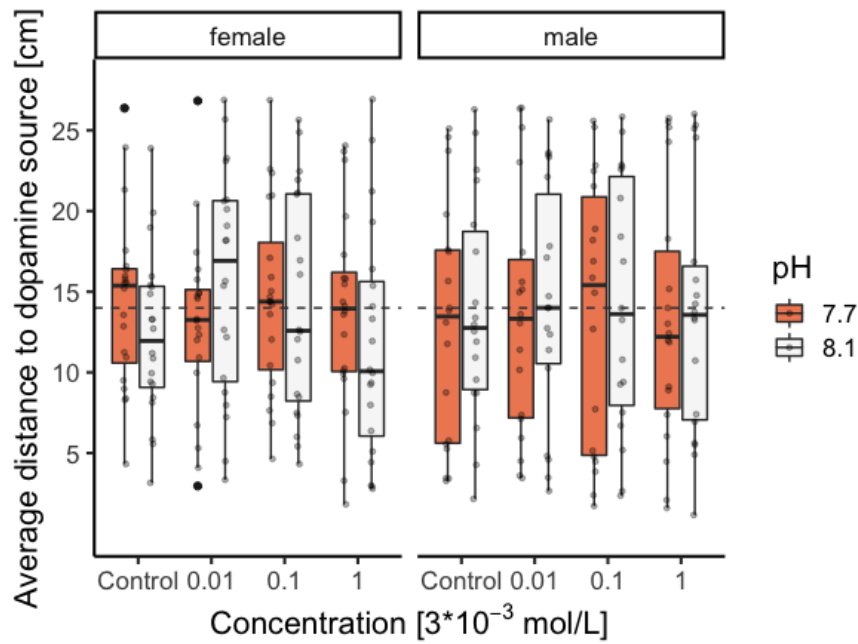 female
male
Average distance to dopamine source [cm]
25
20
15
10
5
Control 0.01 0.1 1
Control 0.01 0.1 1
Concentration [3*10⁻³ mol/L]
pH
7.7
8.1